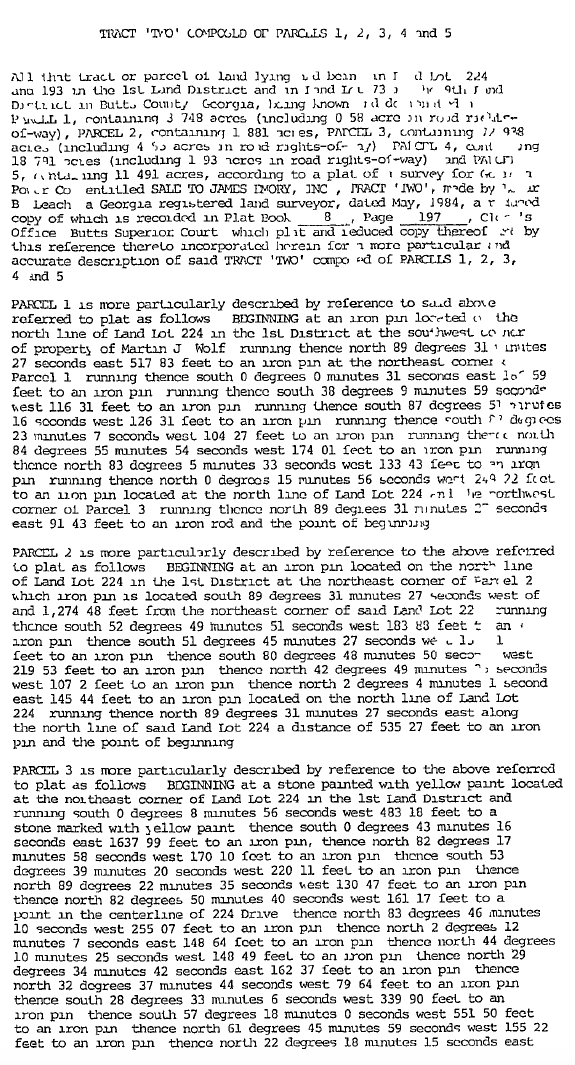 TRACT 'TWO' COMPOSED OF PARCELS 1, 2, 3, 4 and 5
All that tract or parcel of land lying and being in Land Lot 224
and 193 in the 1st Land District and in Land Lot 73 of the 9th Land
District in Butts County Georgia, being known and
PARCEL 1, containing 3 748 acres (including 0 58 acre in road rights-
of-way), PARCEL 2, containing 1 881 acres, PARCEL 3, containing
acres (including 4 in road rights-of-way) PARCEL 4, containing
18 791 acres (including 1 93 acres in road rights-of-way) and PARCEL
5, containing 11 491 acres, according to a plat of survey for
Power Co entitled SALE TO JAMES EMORY, INC , TRACT 'TWO', made by
B Leach a Georgia registered land surveyor, dated May, 1984, a reduced
copy of which is recorded in Plat Book 8 , Page 197 , Clerk's
Office Butts Superior Court which plat and reduced copy thereof are by
this reference thereto incorporated herein for a more particular and
accurate description of said TRACT 'TWO' composed of PARCELS 1, 2, 3,
4 and 5
PARCEL 1 is more particularly described by reference to said above
referred to plat as follows BEGINNING at an iron pin located on the
north line of Land Lot 224 in the 1st District at the southwest corner
of property of Martin J Wolf running thence north 89 degrees 31 minutes
27 seconds east 517 83 feet to an iron pin at the northeast corner
Parcel 1 running thence south 0 degrees 0 minutes 31 seconds east 59
feet to an iron pin running thence south 38 degrees 9 minutes 59 seconds
west 116 31 feet to an iron pin running thence south 87 degrees 51 minutes
16 seconds west 126 31 feet to an iron pin running thence south degrees
23 minutes 7 seconds west 104 27 feet to an iron pin running thence north
84 degrees 55 minutes 54 seconds west 174 01 feet to an iron pin running
thence north 83 degrees 5 minutes 33 seconds west 133 43 feet to an iron
pin running thence north 0 degrees 15 minutes 56 seconds west 249 22 feet
to an iron pin located at the north line of Land Lot 224 and the northwest
corner of Parcel 3 running thence north 89 degrees 31 minutes seconds
east 91 43 feet to an iron rod and the point of beginning
PARCEL 2 is more particularly described by reference to the above referred
to plat as follows BEGINNING at an iron pin located on the north line
of Land Lot 224 in the 1st District at the northeast corner of Parcel 2
which iron pin is located south 89 degrees 31 minutes 27 seconds west of
and 1,274 48 feet from the northeast corner of said Land Lot 22 running
thence south 52 degrees 49 minutes 51 seconds west 183 88 feet to an
iron pin thence south 51 degrees 45 minutes 27 seconds
feet to an iron pin thence south 80 degrees 48 minutes 50 seconds west
219 53 feet to an iron pin thence north 42 degrees 49 minutes seconds
west 107 2 feet to an iron pin thence north 2 degrees 4 minutes 1 second
east 145 44 feet to an iron pin located on the north line of Land Lot
224 running thence north 89 degrees 31 minutes 27 seconds east along
the north line of said Land Lot 224 a distance of 535 27 feet to an iron
pin and the point of beginning
PARCEL 3 is more particularly described by reference to the above referred
to plat as follows BEGINNING at a stone painted with yellow paint located
at the northeast corner of Land Lot 224 in the 1st Land District and
running south 0 degrees 8 minutes 56 seconds west 483 18 feet to a
stone marked with yellow paint thence south 0 degrees 43 minutes 16
seconds east 1637 99 feet to an iron pin, thence north 82 degrees 17
minutes 58 seconds west 170 10 feet to an iron pin thence south 53
degrees 39 minutes 20 seconds west 220 11 feet to an iron pin thence
north 89 degrees 22 minutes 35 seconds west 130 47 feet to an iron pin
thence north 82 degrees 50 minutes 40 seconds west 161 17 feet to a
point in the centerline of 224 Drive thence north 83 degrees 46 minutes
10 seconds west 255 07 feet to an iron pin thence north 2 degrees 12
minutes 7 seconds east 148 64 feet to an iron pin thence north 44 degrees
10 minutes 25 seconds west 148 49 feet to an iron pin thence north 29
degrees 34 minutes 42 seconds east 162 37 feet to an iron pin thence
north 32 degrees 37 minutes 44 seconds west 79 64 feet to an iron pin
thence south 28 degrees 33 minutes 6 seconds west 339 90 feet to an
iron pin thence south 57 degrees 18 minutes 0 seconds west 551 50 feet
to an iron pin thence north 61 degrees 45 minutes 59 seconds west 155 22
feet to an iron pin thence north 22 degrees 18 minutes 15 seconds east